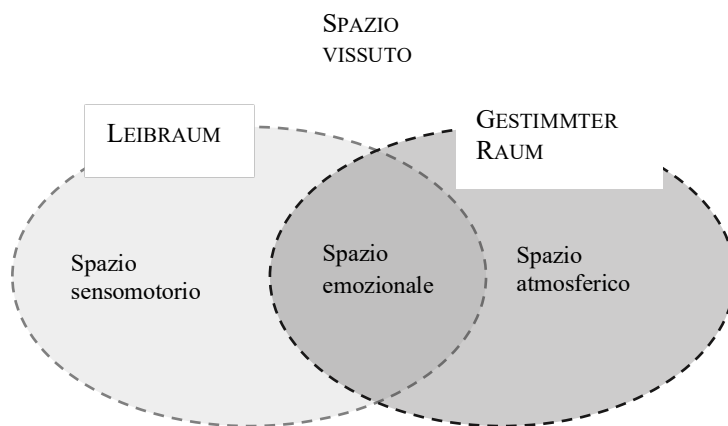 SPAZIO
VISSUTO
LEIBRAUM
GESTIMMTER
RAUM
Spazio
sensomotorio
Spazio
emozionale
Spazio
atmosferico